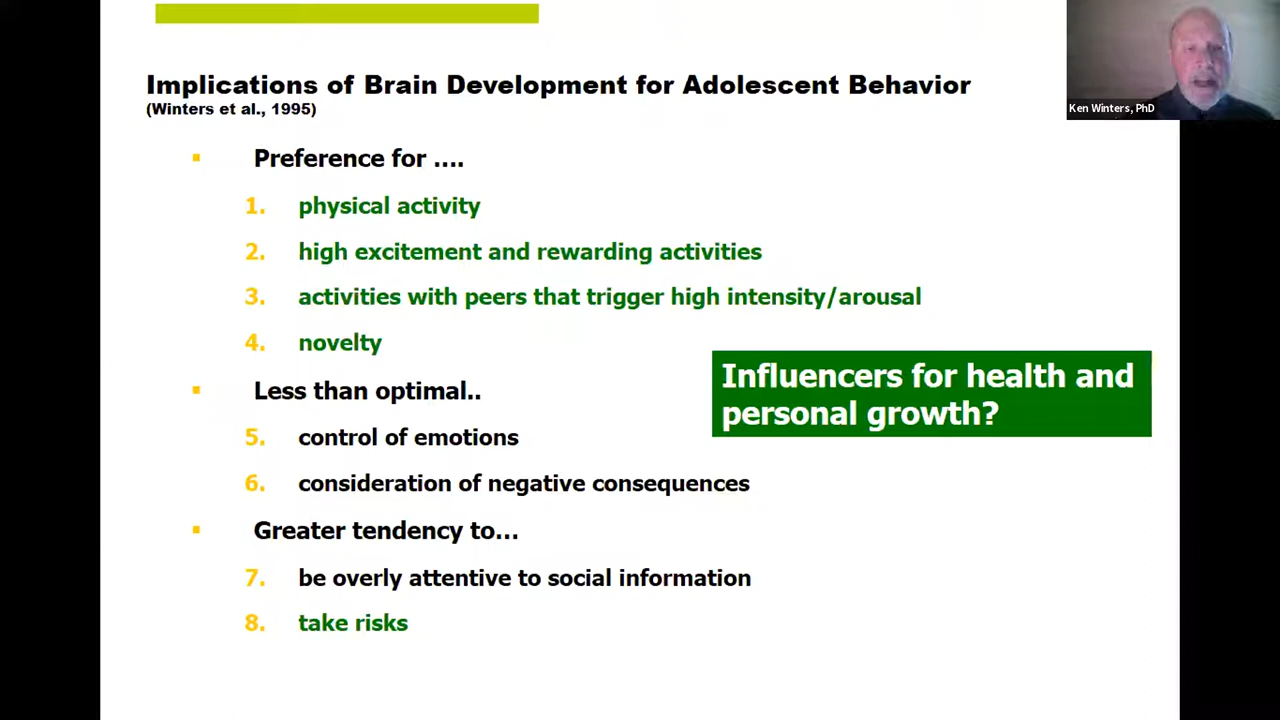 Implications of Brain Development for Adolescent Behavior
(Winters et al., 1995)
Ken Winters, PhD
▪ Preference for ....
1. physical activity
2. high excitement and rewarding activities
3. activities with peers that trigger high intensity/arousal
4. novelty
▪ Less than optimal..
Influencers for health and
personal growth?
5. control of emotions
6. consideration of negative consequences
▪ Greater tendency to...
7. be overly attentive to social information
8. take risks